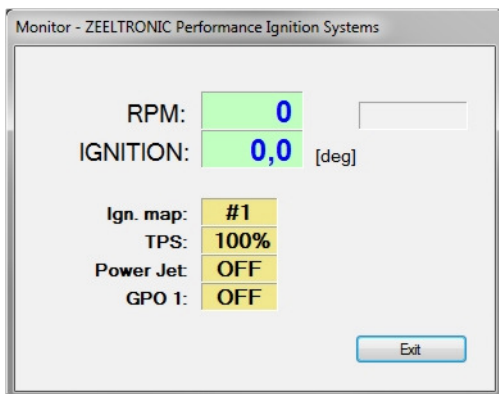 Monitor - ZEELTRONIC Performance Ignition Systems
RPM: 0
IGNITION: 0,0 [deg]
Ign. map: #1
TPS: 100%
Power Jet: OFF
GPO 1: OFF
Exit